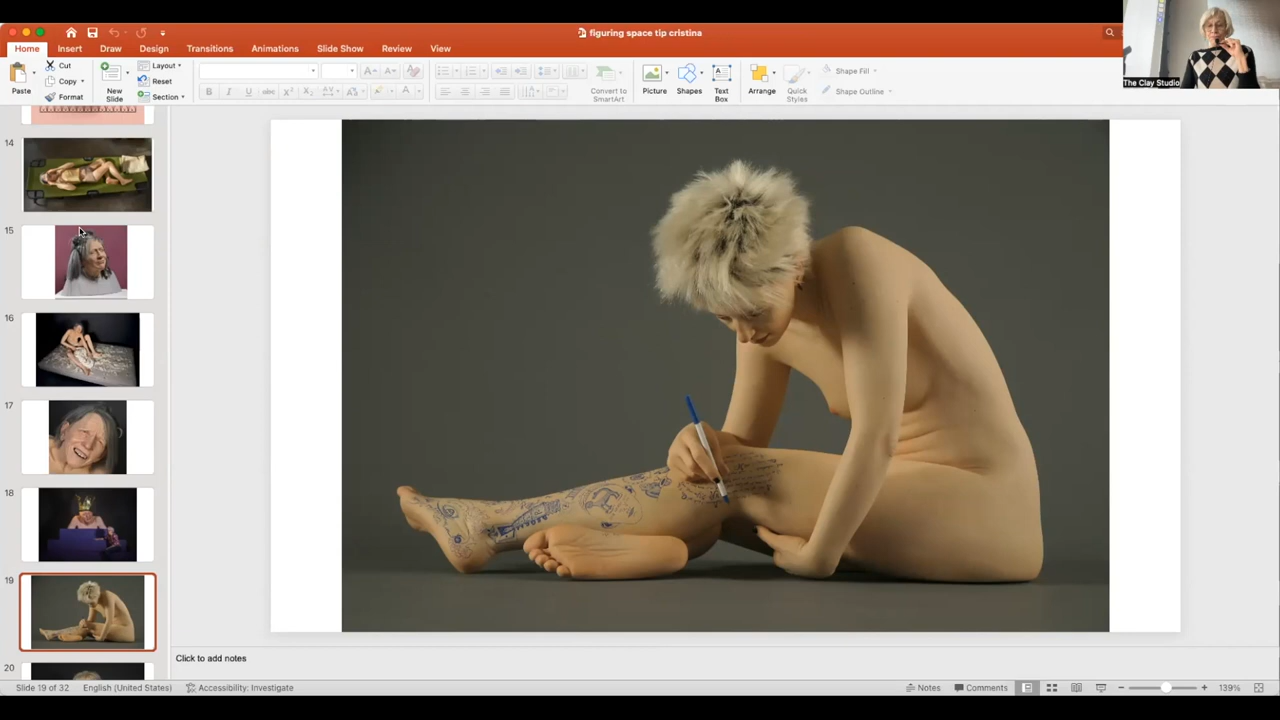 figuring space tip cristina
The Clay Studio
Home Insert Draw Design Transitions Animations Slide Show Review View
Paste
Cut
Copy
Format
New Slide
Layout
Reset
Section
Convert to SmartArt
Picture
Shapes
Text Box
Arrange
Quick Styles
Shape Fill
Shape Outline
14
15
16
17
18
19
20
Click to add notes
Slide 19 of 32 English (United States) Accessibility: Investigate Notes Comments 139%